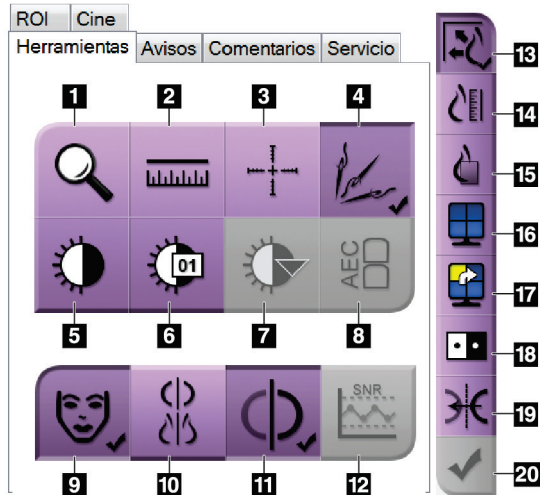 ROI Cine
Herramientas Avisos Comentarios Servicio
1 2 3 4
01
AEC
5 6 7 8
SNR
9 10 11 12
13
14
15
16
17
18
19
20